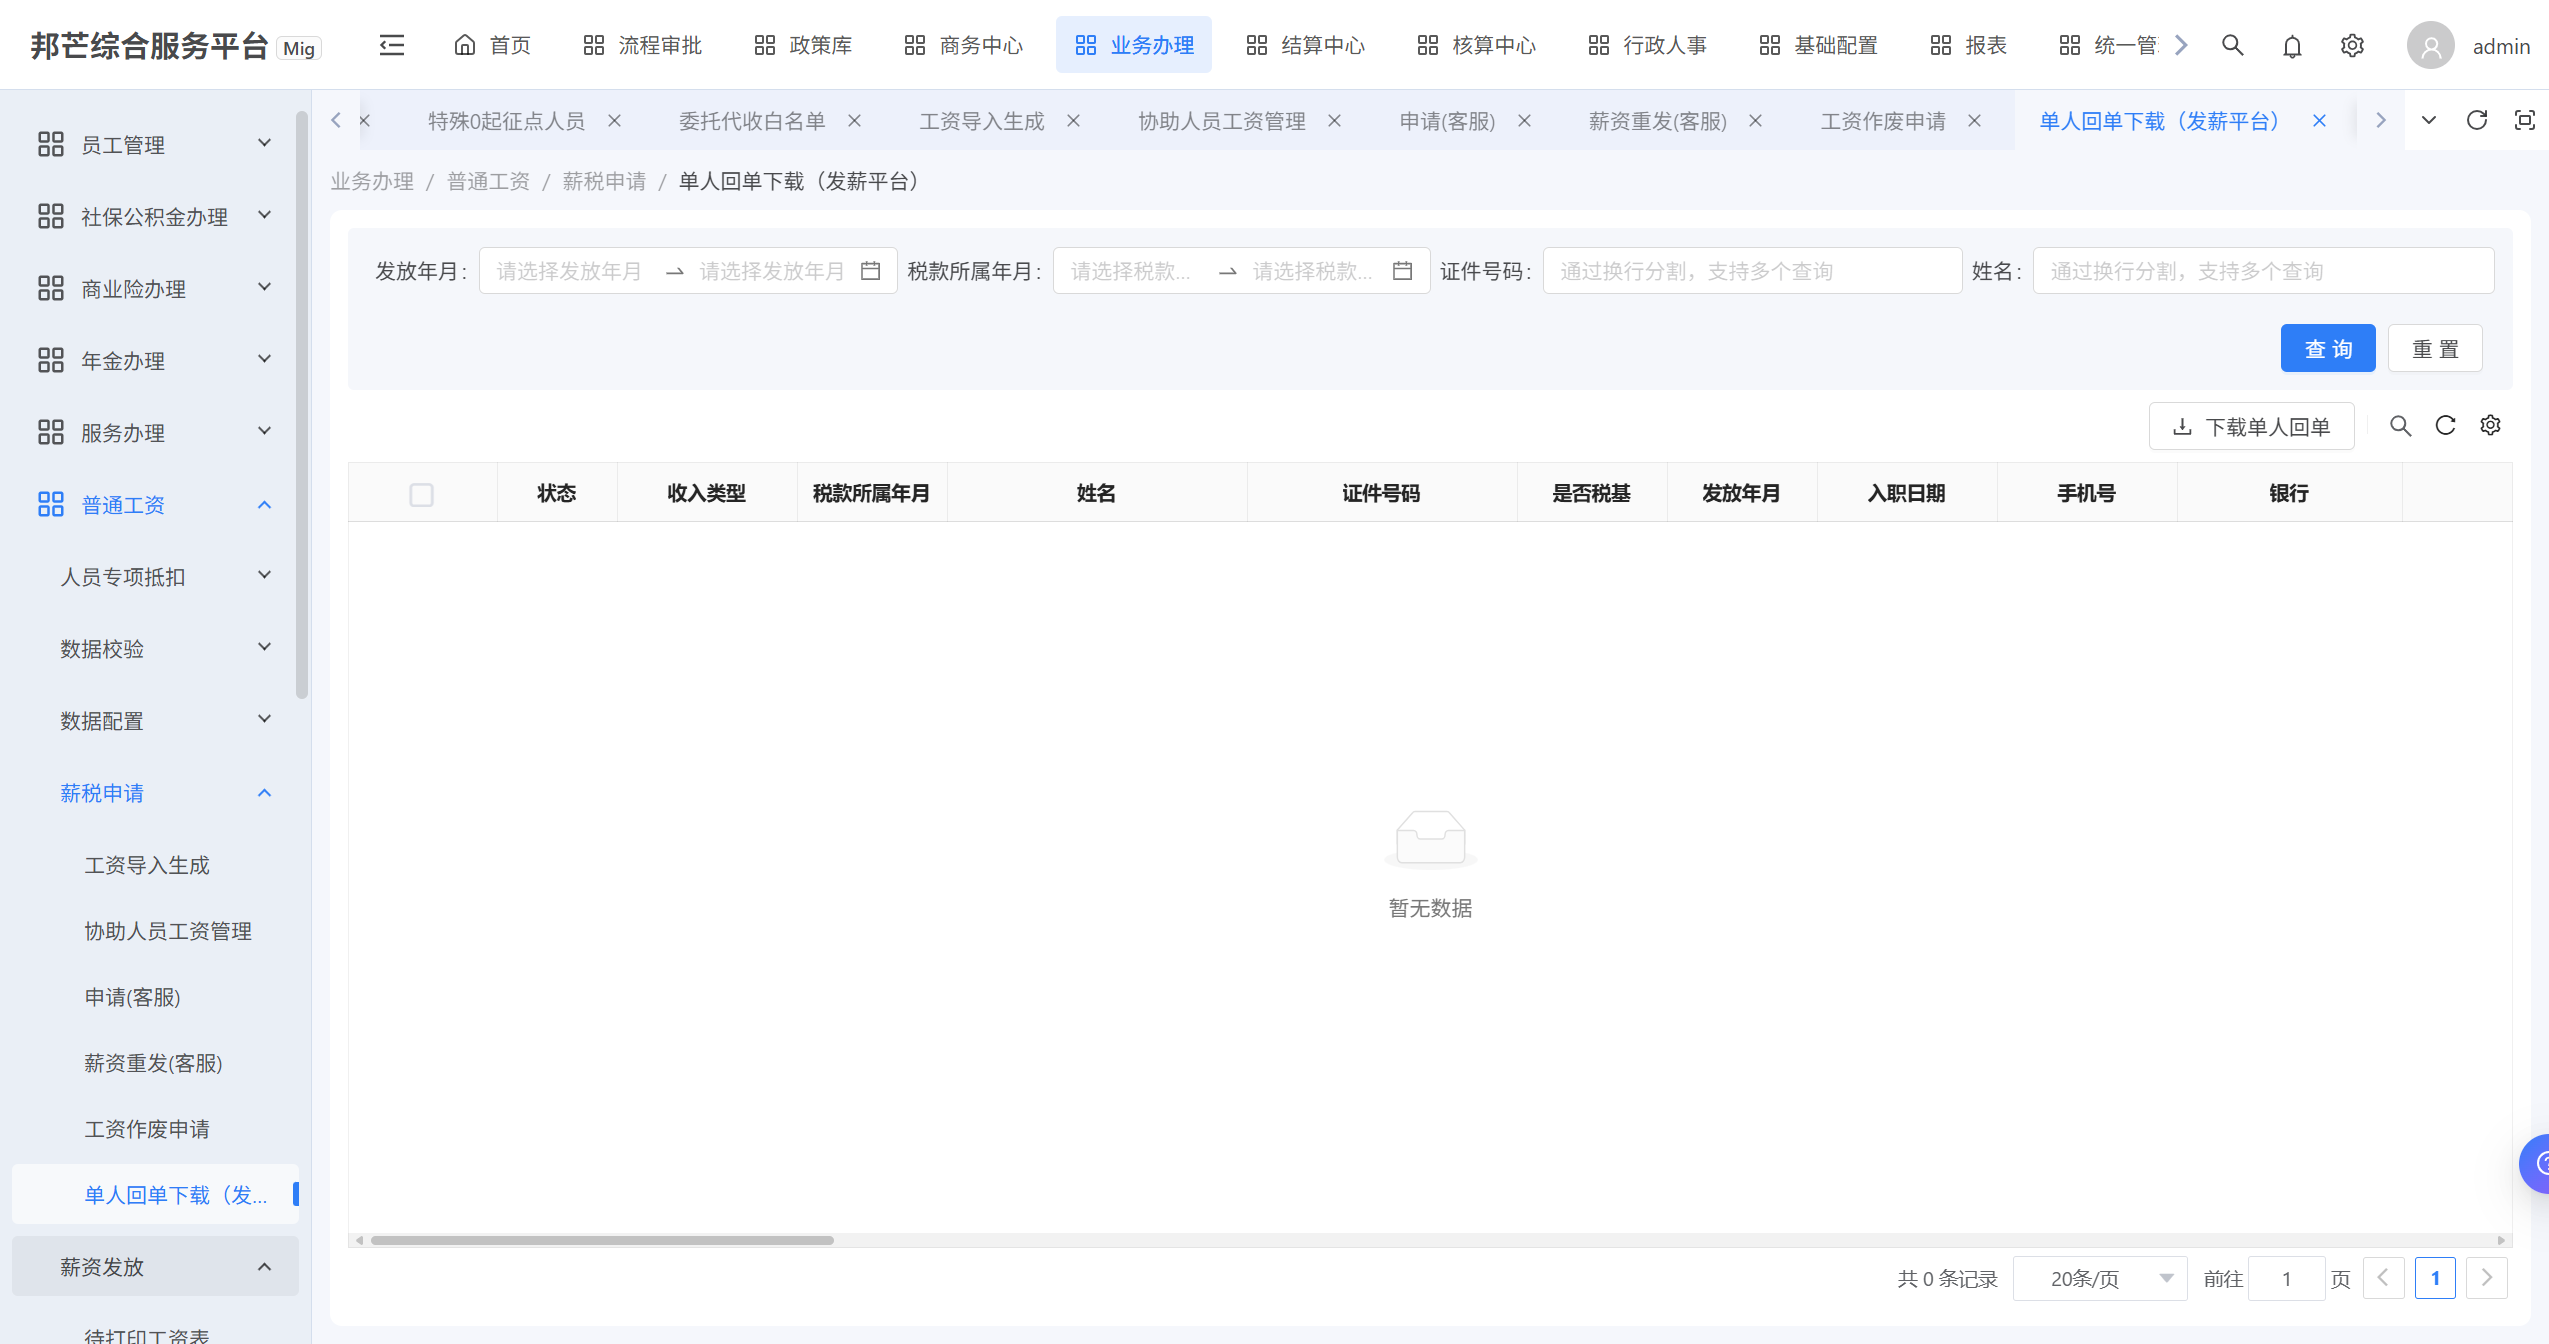 邦芒综合服务平台 Mig 首页 流程审批 政策库 商务中心 业务办理 结算中心 核算中心 行政人事 基础配置 报表 统一管 admin
特殊0起征点人员 委托代收白名单 工资导入生成 协助人员工资管理 申请(客服) 薪资重发(客服) 工资作废申请 单人回单下载（发薪平台）
业务办理 / 普通工资 / 薪税申请 / 单人回单下载（发薪平台）
员工管理
社保公积金办理
商业险办理
年金办理
服务办理
普通工资
人员专项抵扣
数据校验
数据配置
薪税申请
工资导入生成
协助人员工资管理
申请(客服)
薪资重发(客服)
工资作废申请
单人回单下载（发...
薪资发放
待打印工资表
发放年月: 请选择发放年月 请选择发放年月 税款所属年月: 请选择税款... 请选择税款... 证件号码: 通过换行分割，支持多个查询 姓名: 通过换行分割，支持多个查询
查 询 重 置
下载单人回单
状态 收入类型 税款所属年月 姓名 证件号码 是否税基 发放年月 入职日期 手机号 银行
暂无数据
共 0 条记录 20条/页 前往 1 页 1